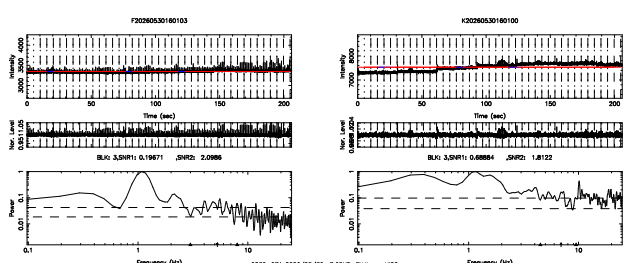 F20260530160103
K20260530160100
Intensity
3000 3500 4000
0 50 100 150 200
Time (sec)
Intensity
7000 8000
0 50 100 150 200
Time (sec)
Nor. Level
Nor. Level
BLK: 3,SNR1: 0.19671 ,SNR2: 2.0986
BLK: 3,SNR1: 0.68884 ,SNR2: 1.8122
Power
0.01 0.1 1
0.1 1 10
Frequency (Hz)
Power
0.01 0.1 1
0.1 1 10
Frequency (Hz)